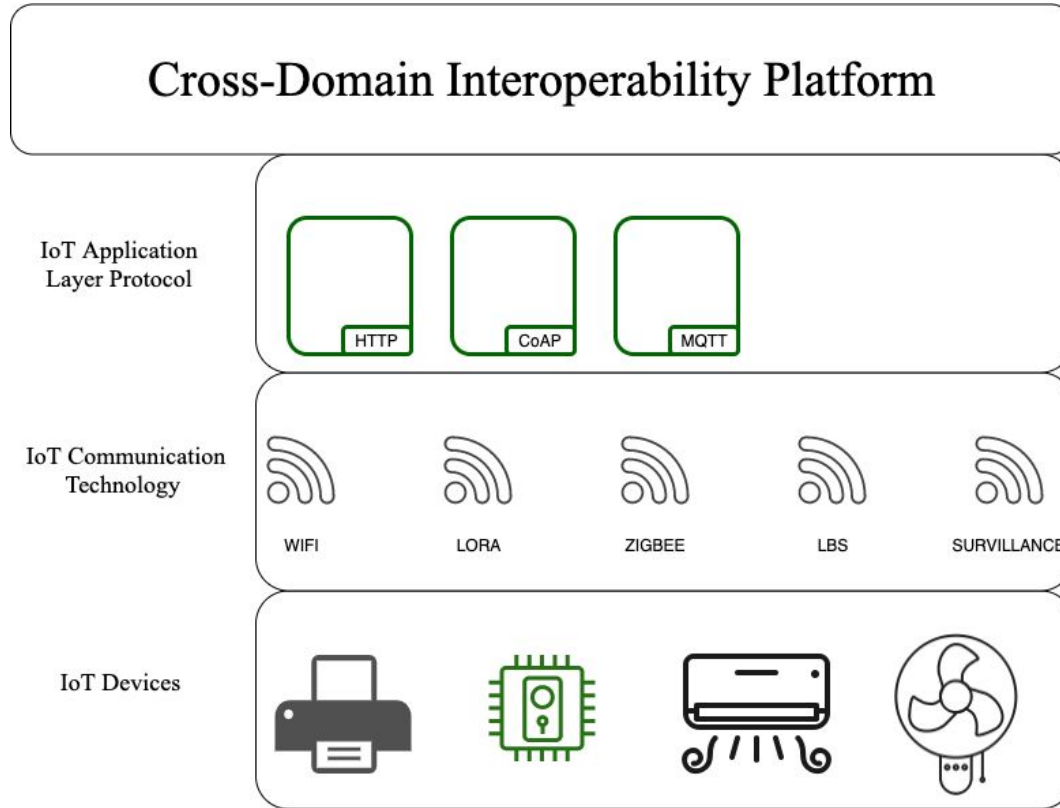 Cross-Domain Interoperability Platform
IoT Application
Layer Protocol
HTTP
CoAP
MQTT
IoT Communication
Technology
WIFI
LORA
ZIGBEE
LBS
SURVILLANCE
IoT Devices